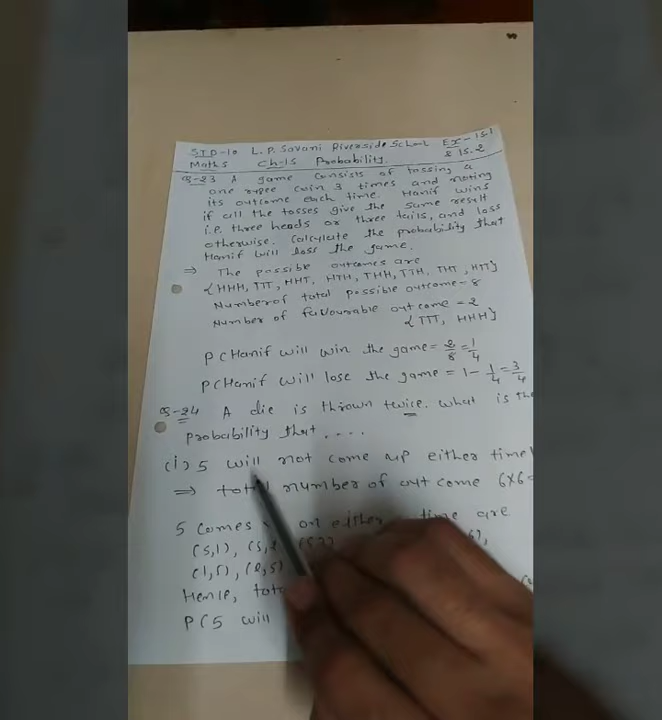 STD-10 L.P. Savani Riverside School Ex-15.1
Maths Ch-15 Probability. & 15.2
Q-23 A game consists of tossing a
one rupee coin 3 times and noting
its outcome each time. Hanif wins
if all the tosses give the same result
i.e. three heads or three tails, and loss
otherwise. Calculate the probability that
Hanif will loss the game.
⇒ The possible outcomes are
{HHH, TTT, HHT, HTH, THH, TTH, THT, HTT}
Number of total possible outcome = 8
Number of favourable outcome = 2
{TTT, HHH}
P(Hanif will win the game = 2/8 = 1/4
P(Hanif will lose the game = 1 - 1/4 = 3/4
Q-24 A die is thrown twice. What is the
probability that ....
(i) 5 will not come up either time
⇒ total number of out come 6×6=
5 comes on either time are
(5,1), (5,2
(1,5), (2,5)
Hence,
P(5 will